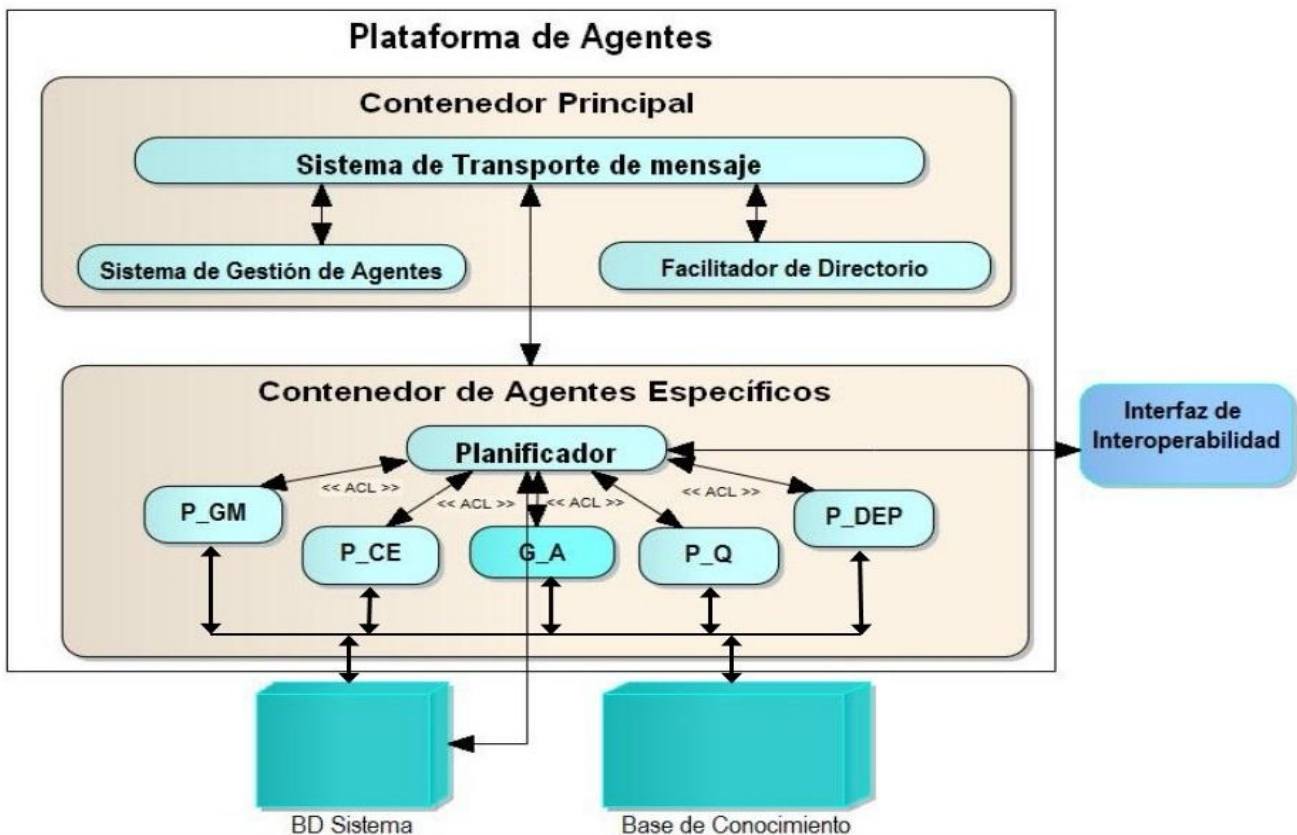 Plataforma de Agentes
Contenedor Principal
Sistema de Transporte de mensaje
Sistema de Gestión de Agentes
Facilitador de Directorio
Contenedor de Agentes Específicos
Interfaz de
Interoperabilidad
Planificador
<< ACL >>
<< ACL >>
<< ACL >>
<< ACL >>
P_GM
P_CE
G_A
P_Q
P_DEP
BD Sistema
Base de Conocimiento